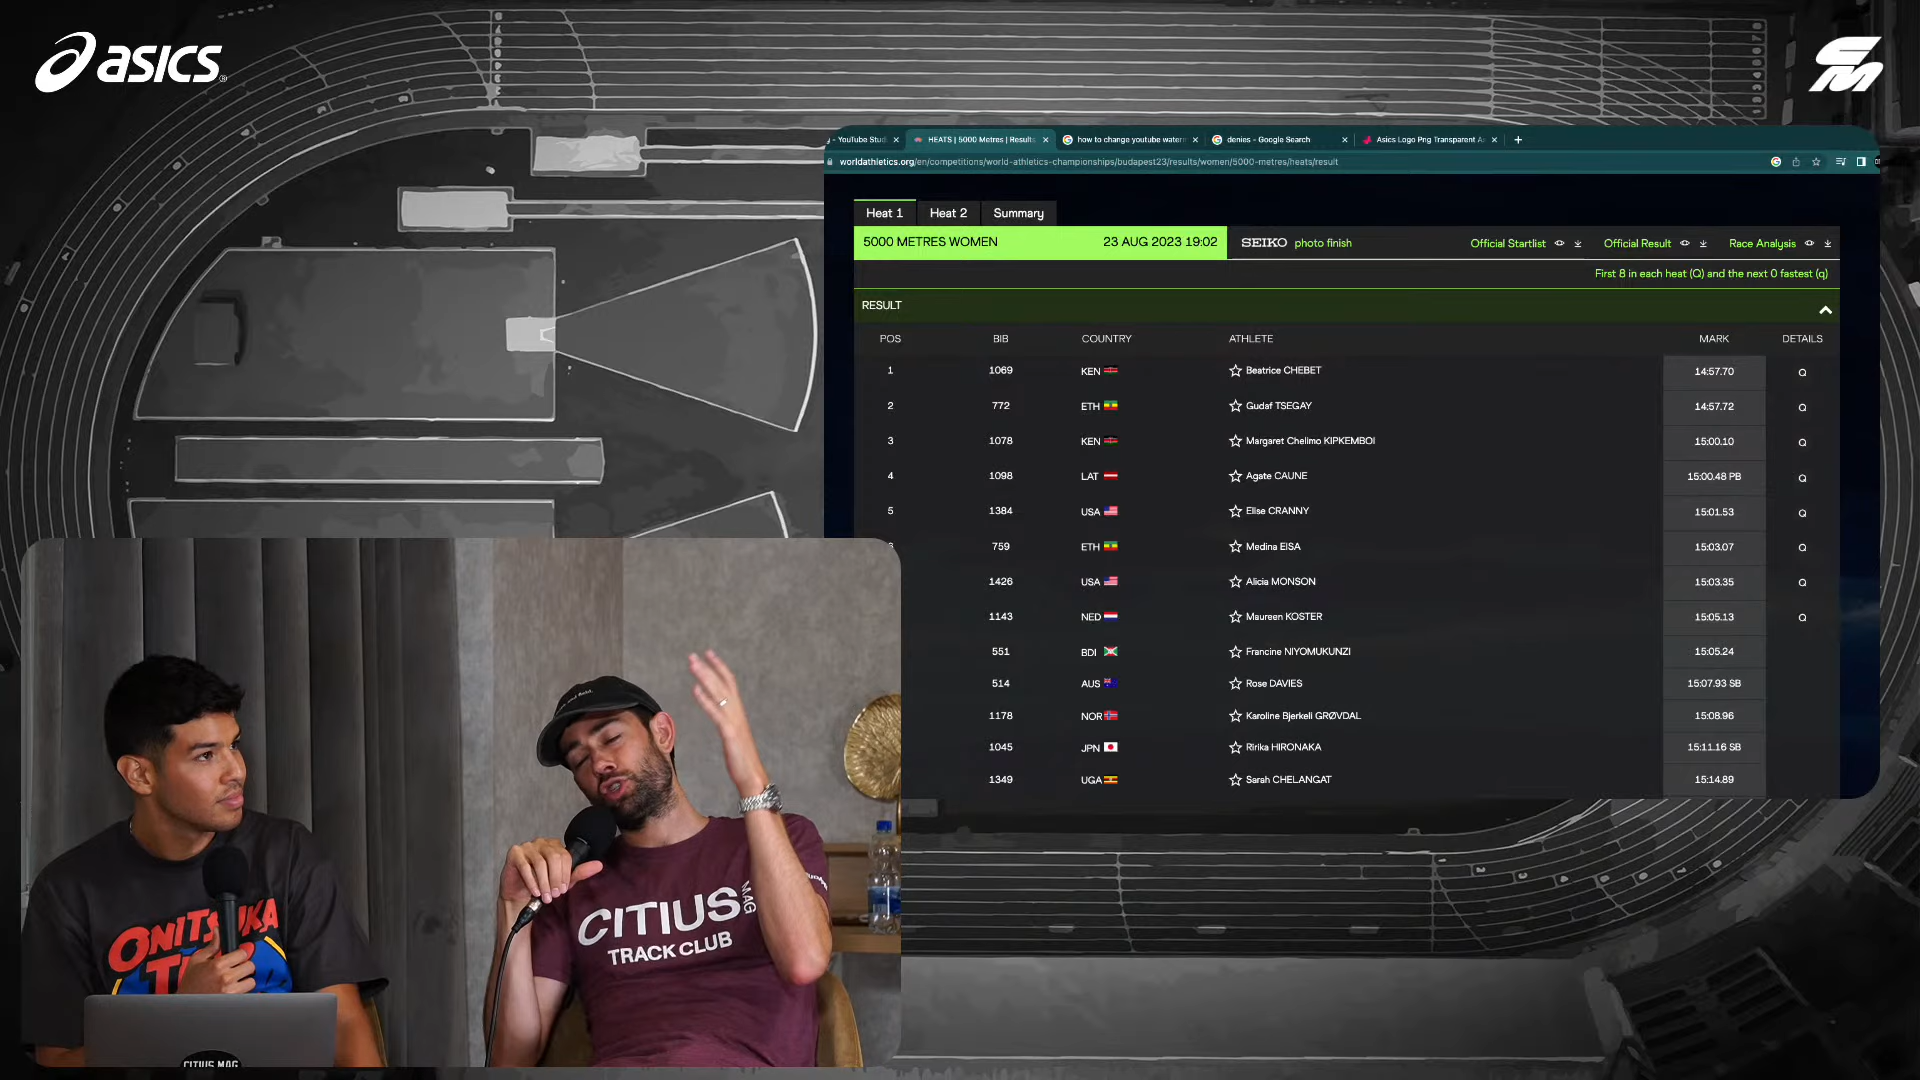 asics
- YouTube Stud
HEATS | 5000 Metres | Results
how to change youtube waterm
denies - Google Search
Asics Logo Png Transparent A
worldathletics.org/en/competitions/world-athletics-championships/budapest23/results/women/5000-metres/heats/result
Heat 1 Heat 2 Summary
5000 METRES WOMEN 23 AUG 2023 19:02 SEIKO photo finish Official Startlist Official Result Race Analysis
First 8 in each heat (Q) and the next 0 fastest (q)
RESULT
POS BIB COUNTRY ATHLETE MARK DETAILS
1 1069 KEN Beatrice CHEBET 14:57.70 Q
2 772 ETH Gudaf TSEGAY 14:57.72 Q
3 1078 KEN Margaret Chelimo KIPKEMBOI 15:00.10 Q
4 1098 LAT Agate CAUNE 15:00.48 PB Q
5 1384 USA Elise CRANNY 15:01.53 Q
759 ETH Medina EISA 15:03.07 Q
1426 USA Alicia MONSON 15:03.35 Q
1143 NED Maureen KOSTER 15:05.13 Q
551 BDI Francine NIYOMUKUNZI 15:05.24
514 AUS Rose DAVIES 15:07.93 SB
1178 NOR Karoline Bjerkeli GRØVDAL 15:08.96
1045 JPN Ririka HIRONAKA 15:11.16 SB
1349 UGA Sarah CHELANGAT 15:14.89
CITIUS MAG
TRACK CLUB
CITIUS MAG